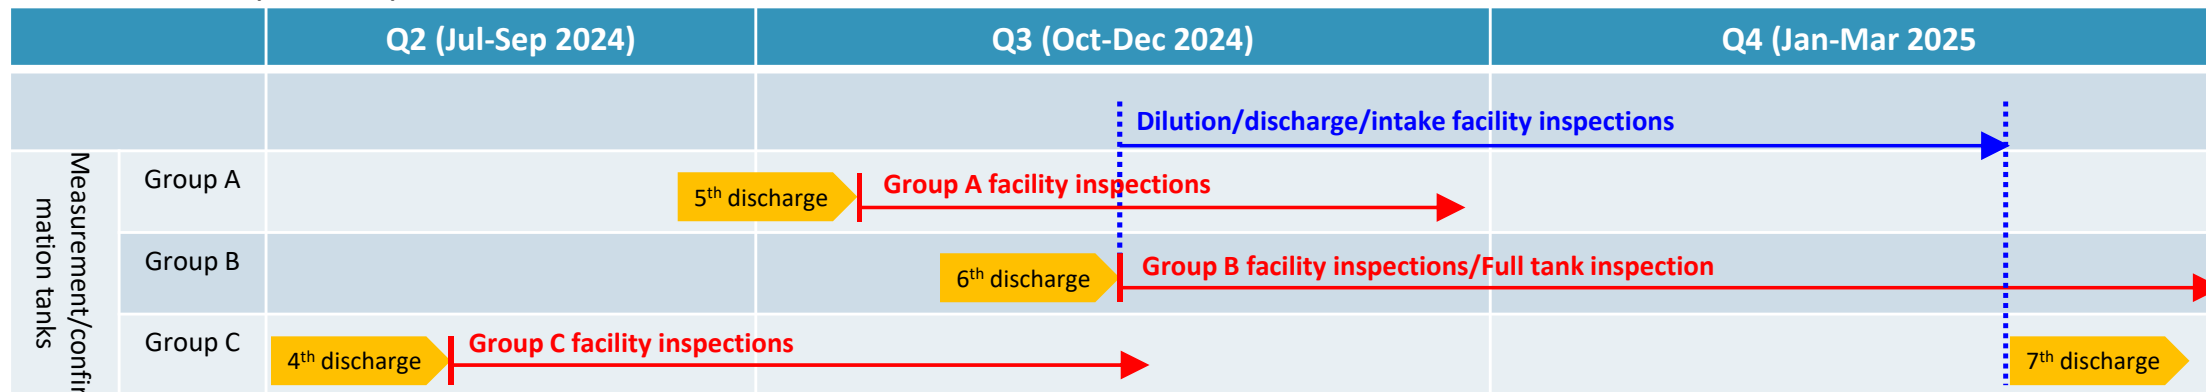 Q2 (Jul-Sep 2024)
Q3 (Oct-Dec 2024)
Q4 (Jan-Mar 2025
Dilution/discharge/intake facility inspections
Measurement/confir
mation tanks
Group A
5th discharge
Group A facility inspections
Group B
6th discharge
Group B facility inspections/Full tank inspection
Group C
4th discharge
Group C facility inspections
7th discharge